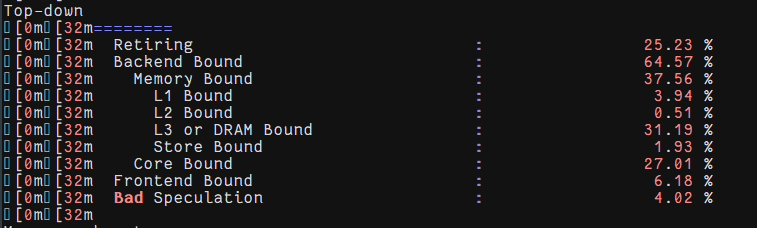 Top-down
[0m[32m========
[0m[32m  Retiring                            :                25.23 %
[0m[32m  Backend Bound                       :                64.57 %
[0m[32m    Memory Bound                      :                37.56 %
[0m[32m      L1 Bound                        :                 3.94 %
[0m[32m      L2 Bound                        :                 0.51 %
[0m[32m      L3 or DRAM Bound                :                31.19 %
[0m[32m      Store Bound                     :                 1.93 %
[0m[32m    Core Bound                        :                27.01 %
[0m[32m  Frontend Bound                      :                 6.18 %
[0m[32m  Bad Speculation                     :                 4.02 %
[0m[32m